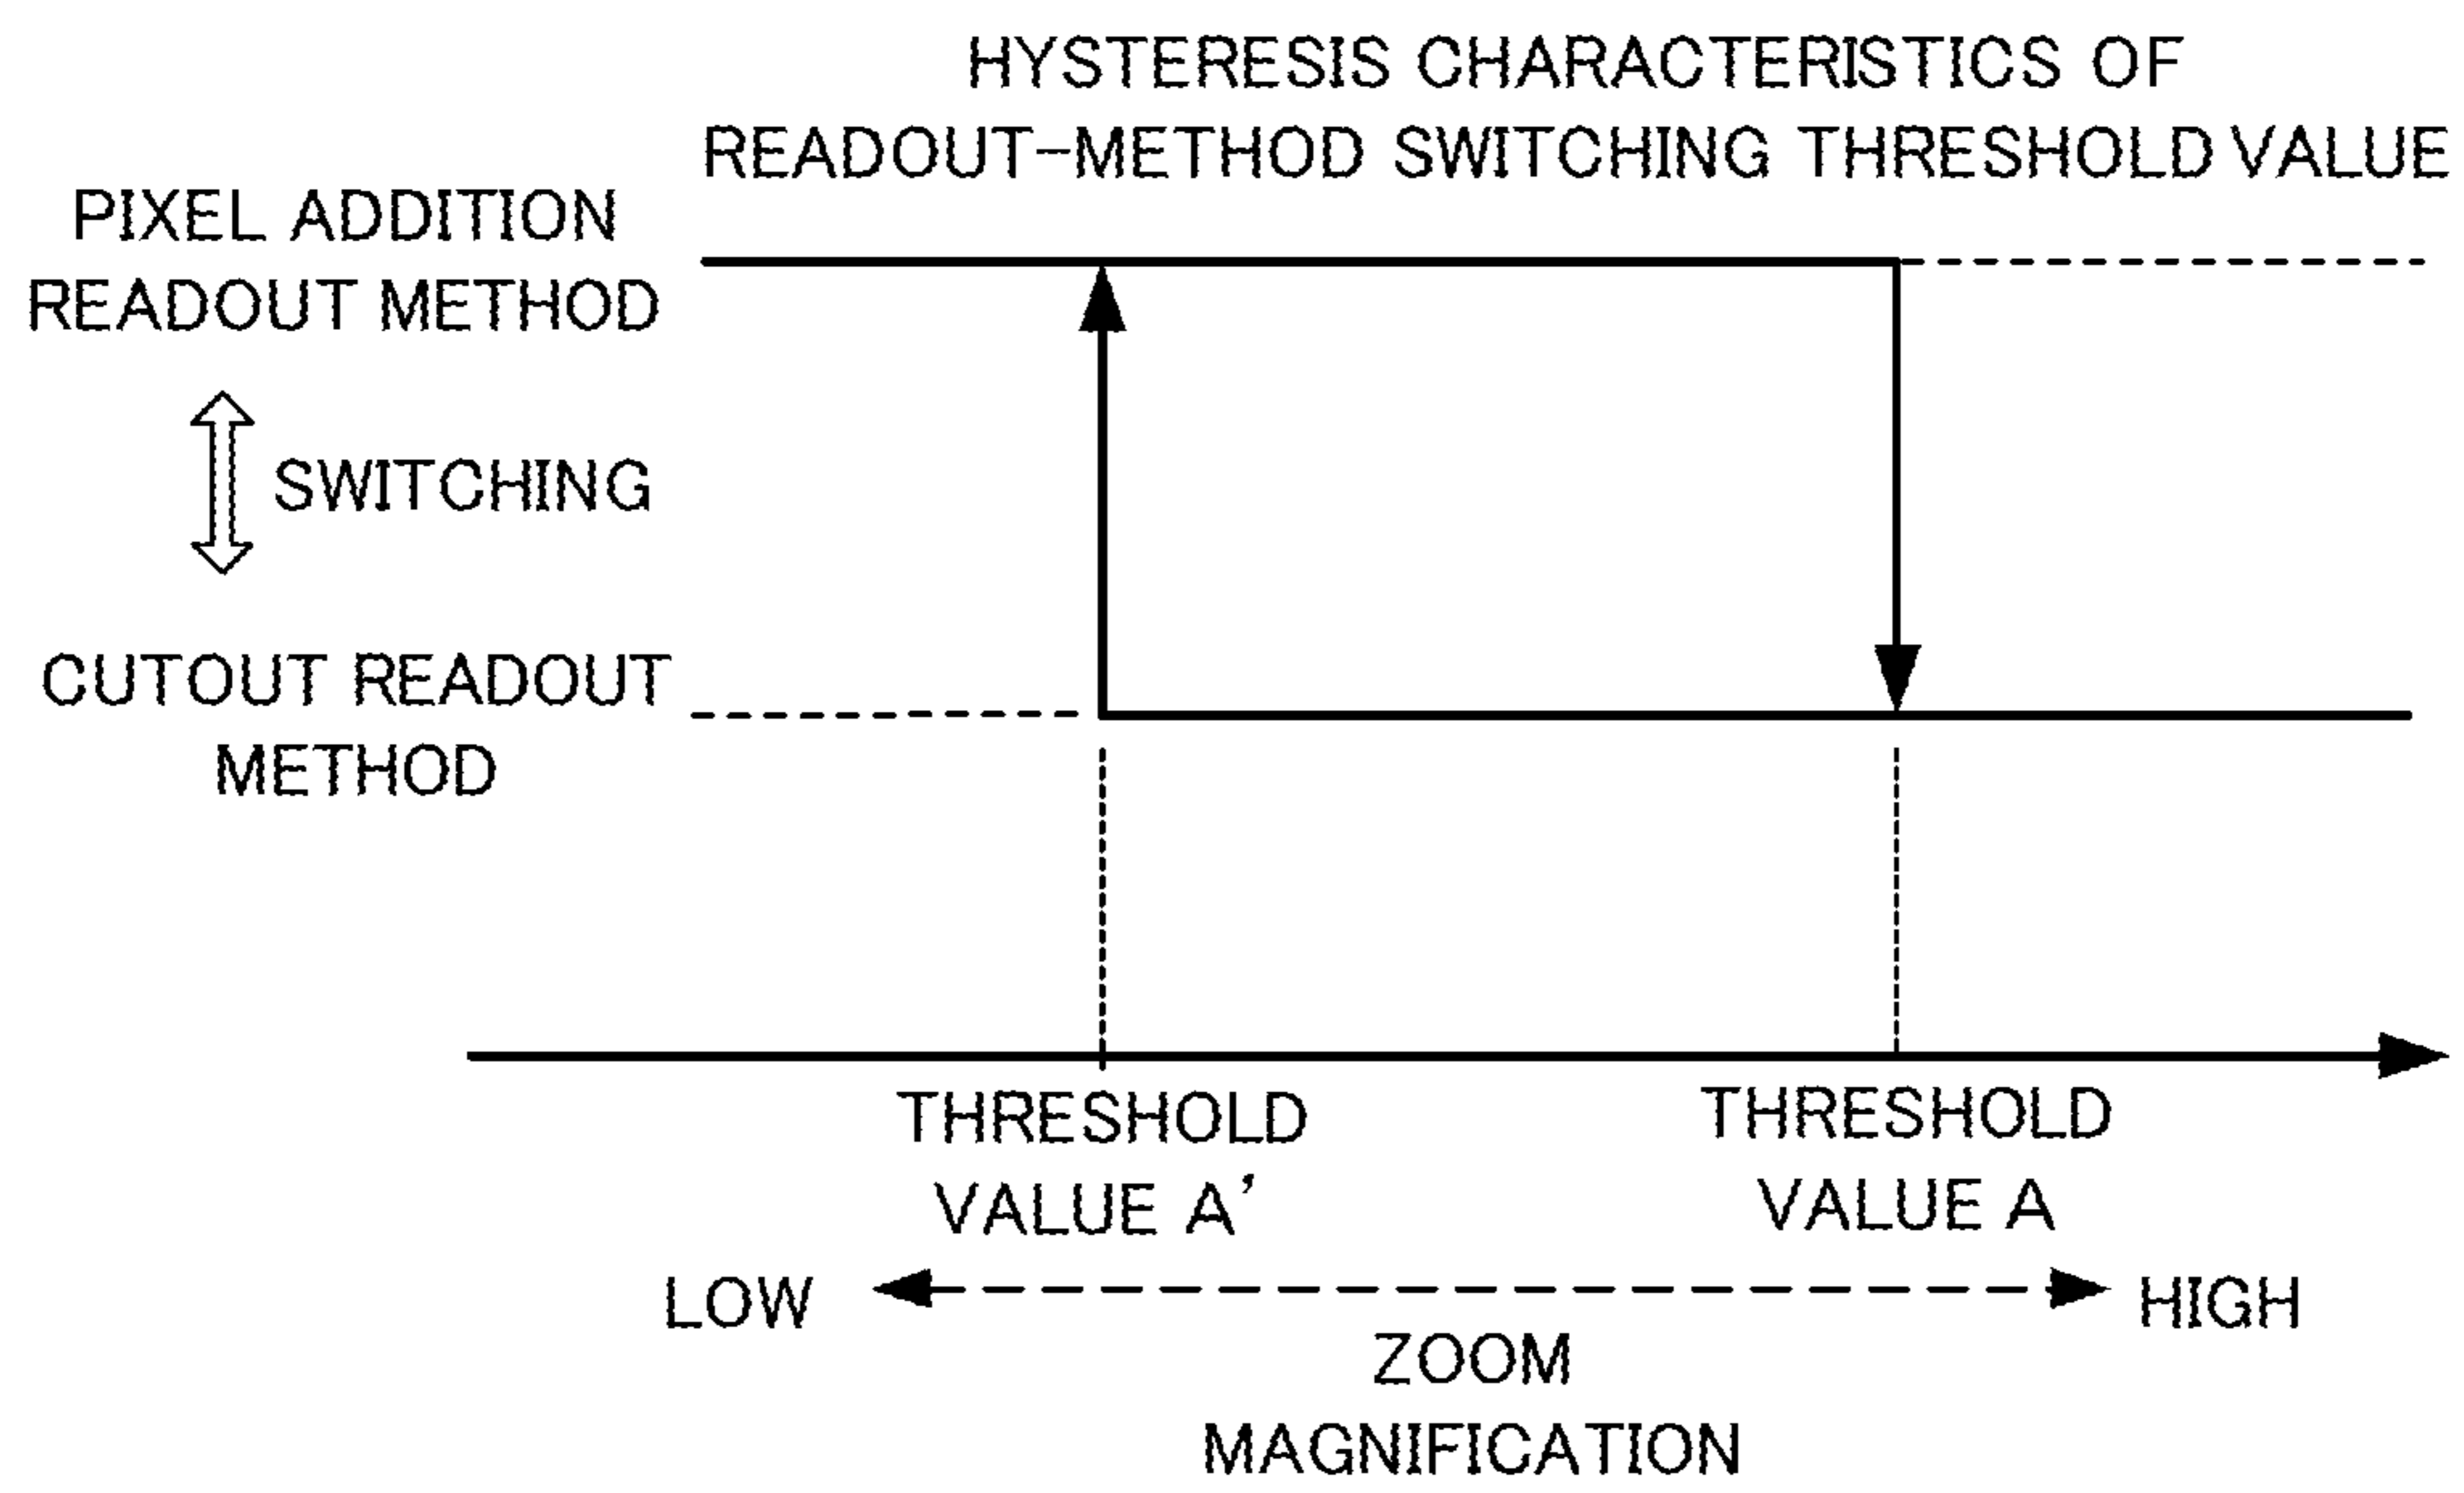 HYSTERESIS CHARACTERISTICS OF
READOUT-METHOD SWITCHING THRESHOLD VALUE
PIXEL ADDITION
READOUT METHOD
SWITCHING
CUTOUT READOUT
METHOD
THRESHOLD
VALUE A'
THRESHOLD
VALUE A
LOW
HIGH
ZOOM
MAGNIFICATION